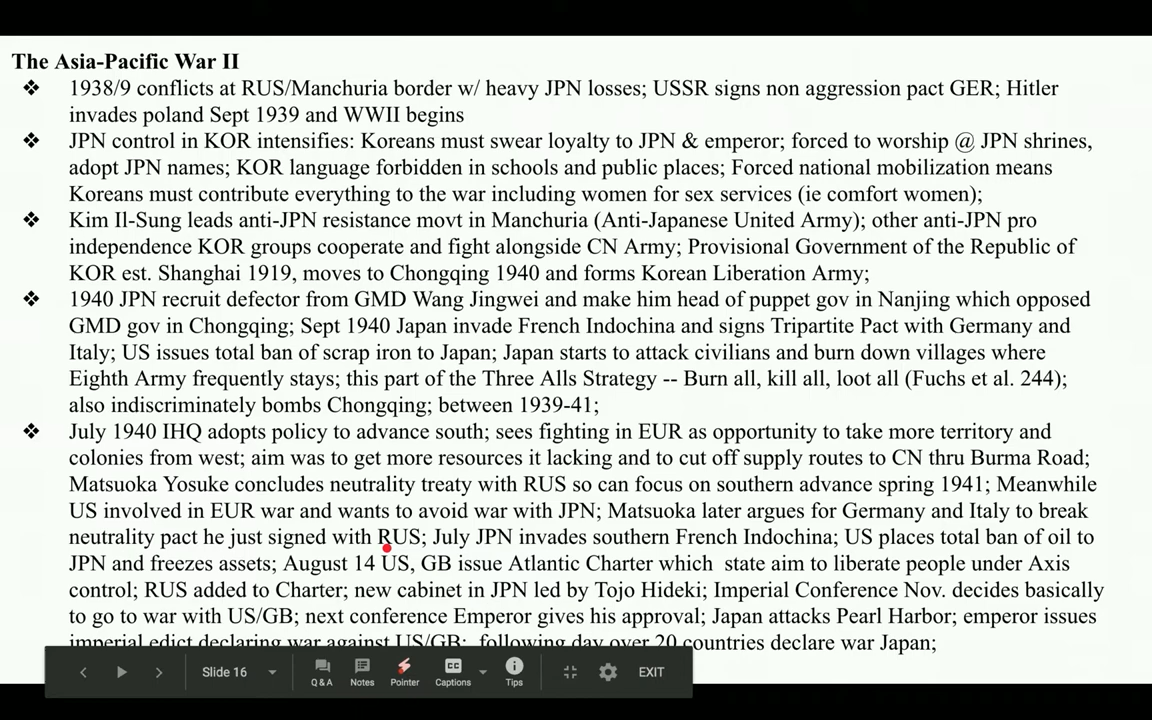 The Asia-Pacific War II
❖ 1938/9 conflicts at RUS/Manchuria border w/ heavy JPN losses; USSR signs non aggression pact GER; Hitler
invades poland Sept 1939 and WWII begins
❖ JPN control in KOR intensifies: Koreans must swear loyalty to JPN & emperor; forced to worship @ JPN shrines,
adopt JPN names; KOR language forbidden in schools and public places; Forced national mobilization means
Koreans must contribute everything to the war including women for sex services (ie comfort women);
❖ Kim Il-Sung leads anti-JPN resistance movt in Manchuria (Anti-Japanese United Army); other anti-JPN pro
independence KOR groups cooperate and fight alongside CN Army; Provisional Government of the Republic of
KOR est. Shanghai 1919, moves to Chongqing 1940 and forms Korean Liberation Army;
❖ 1940 JPN recruit defector from GMD Wang Jingwei and make him head of puppet gov in Nanjing which opposed
GMD gov in Chongqing; Sept 1940 Japan invade French Indochina and signs Tripartite Pact with Germany and
Italy; US issues total ban of scrap iron to Japan; Japan starts to attack civilians and burn down villages where
Eighth Army frequently stays; this part of the Three Alls Strategy -- Burn all, kill all, loot all (Fuchs et al. 244);
also indiscriminately bombs Chongqing; between 1939-41;
❖ July 1940 IHQ adopts policy to advance south; sees fighting in EUR as opportunity to take more territory and
colonies from west; aim was to get more resources it lacking and to cut off supply routes to CN thru Burma Road;
Matsuoka Yosuke concludes neutrality treaty with RUS so can focus on southern advance spring 1941; Meanwhile
US involved in EUR war and wants to avoid war with JPN; Matsuoka later argues for Germany and Italy to break
neutrality pact he just signed with RUS; July JPN invades southern French Indochina; US places total ban of oil to
JPN and freezes assets; August 14 US, GB issue Atlantic Charter which state aim to liberate people under Axis
control; RUS added to Charter; new cabinet in JPN led by Tojo Hideki; Imperial Conference Nov. decides basically
to go to war with US/GB; next conference Emperor gives his approval; Japan attacks Pearl Harbor; emperor issues
imperial edict declaring war against US/GB; following day over 20 countries declare war Japan;
Slide 16 Q & A Notes Pointer CC Captions Tips EXIT